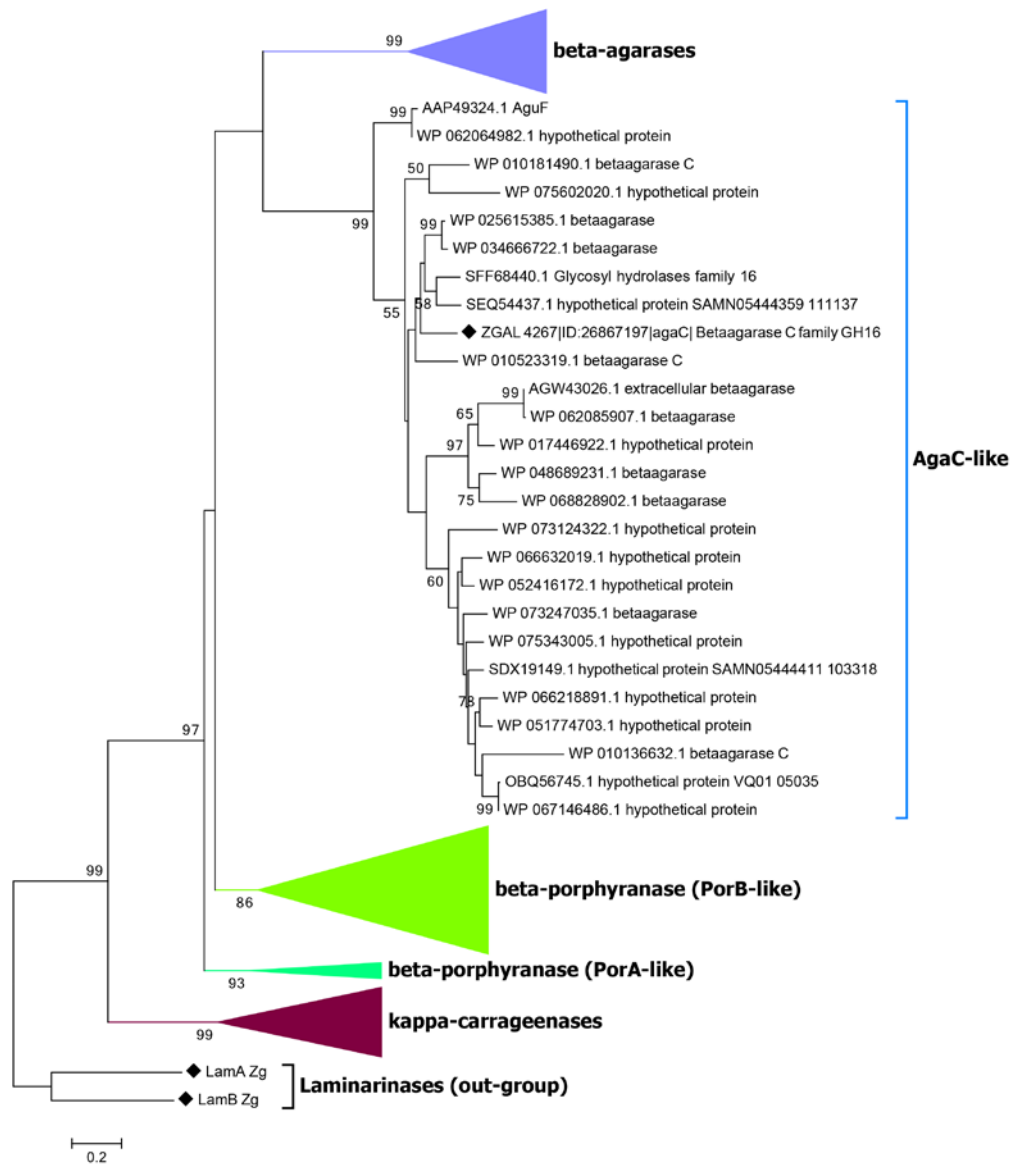 99
beta-agarases
AAP49324.1 AguF
99
WP 062064982.1 hypothetical protein
WP 010181490.1 betaagarase C
50
WP 075602020.1 hypothetical protein
99
WP 025615385.1 betaagarase
99
WP 034666722.1 betaagarase
SFF68440.1 Glycosyl hydrolases family 16
58
SEQ54437.1 hypothetical protein SAMN05444359 111137
55
ZGAL 4267|ID:26867197|agaC| Betaagarase C family GH16
WP 010523319.1 betaagarase C
AGW43026.1 extracellular betaagarase
99
65
WP 062085907.1 betaagarase
97
WP 017446922.1 hypothetical protein
AgaC-like
WP 048689231.1 betaagarase
75
WP 068828902.1 betaagarase
WP 073124322.1 hypothetical protein
WP 066632019.1 hypothetical protein
60
WP 052416172.1 hypothetical protein
WP 073247035.1 betaagarase
WP 075343005.1 hypothetical protein
SDX19149.1 hypothetical protein SAMN05444411 103318
78
WP 066218891.1 hypothetical protein
97
WP 051774703.1 hypothetical protein
WP 010136632.1 betaagarase C
OBQ56745.1 hypothetical protein VQ01 05035
99
WP 067146486.1 hypothetical protein
99
beta-porphyranase (PorB-like)
86
beta-porphyranase (PorA-like)
93
kappa-carrageenases
99
LamA Zg
Laminarinases (out-group)
LamB Zg
0.2